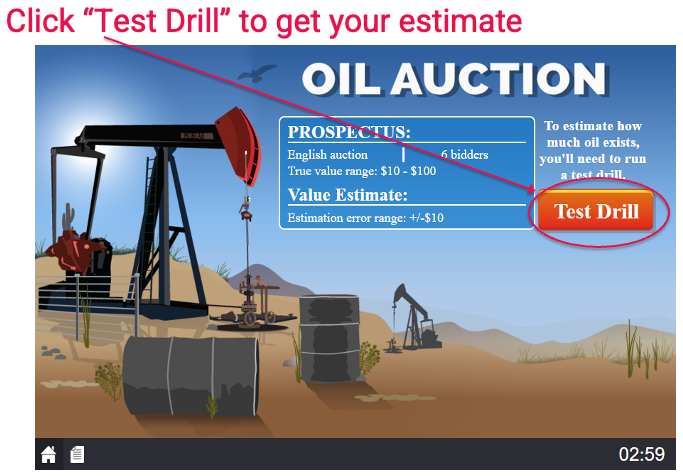 Click “Test Drill” to get your estimate
OIL AUCTION
PROSPECTUS:
English auction | 6 bidders
True value range: $10 - $100
Value Estimate:
Estimation error range: +/-$10
To estimate how
much oil exists,
you'll need to run
a test drill.
Test Drill
02:59